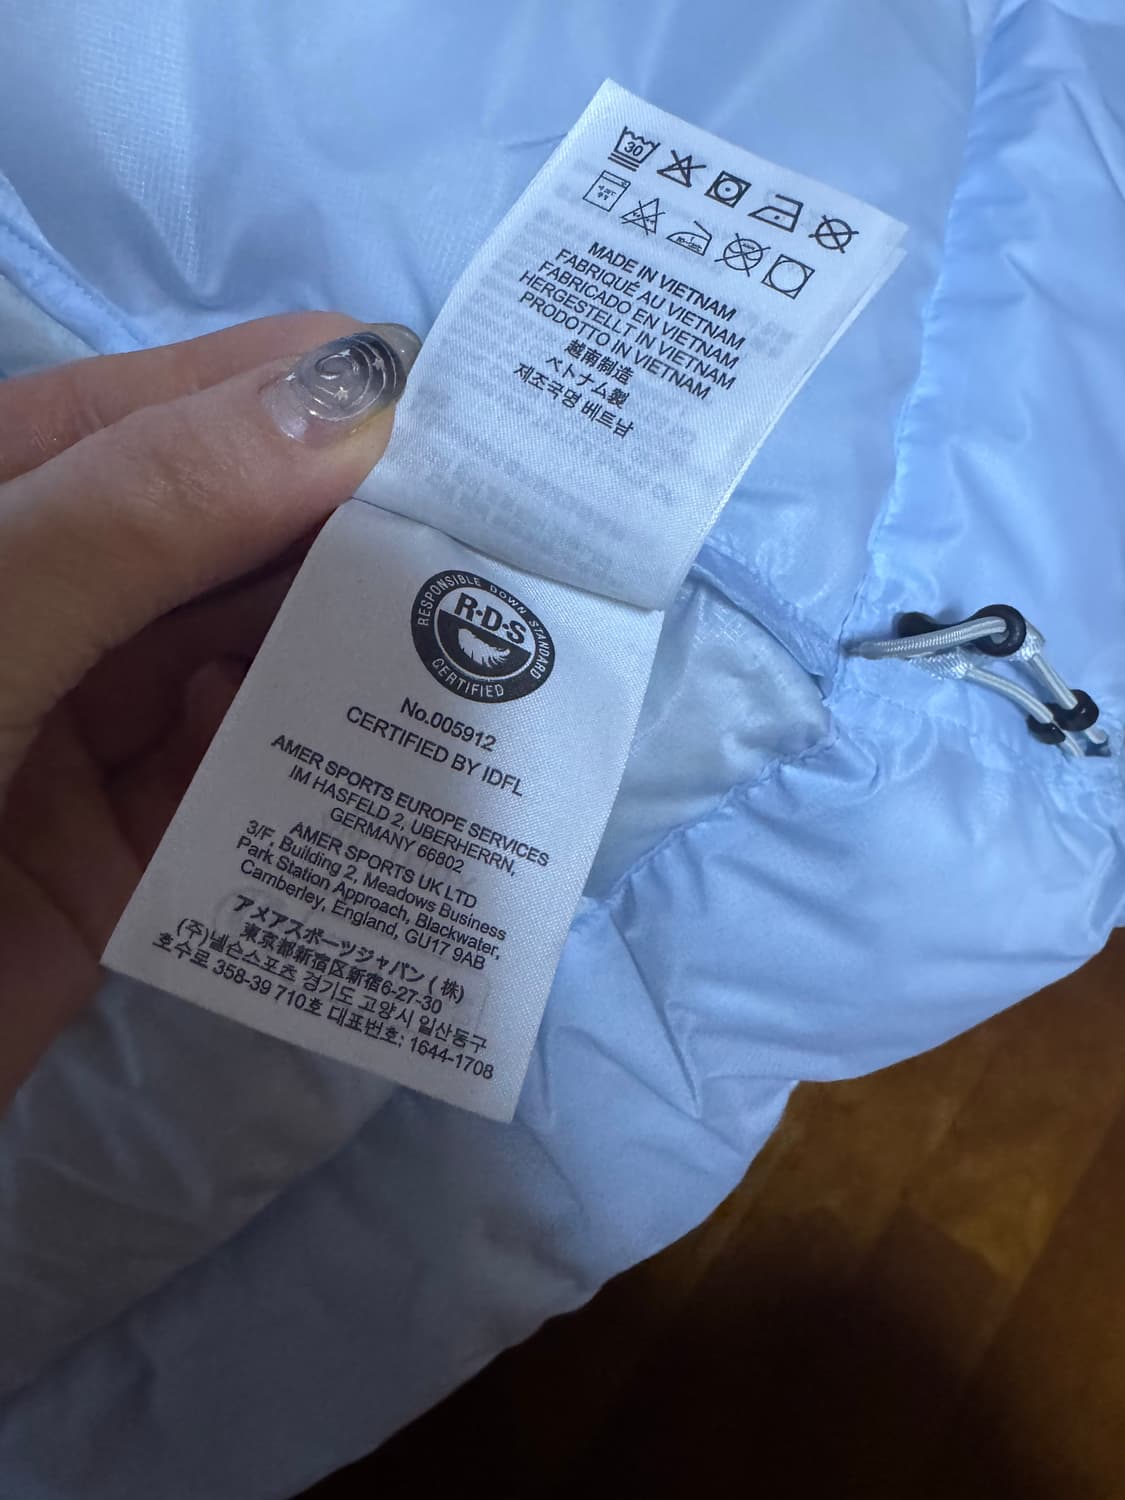 30
MADE IN VIETNAM
FABRIQUÉ AU VIETNAM
FABRICADO EN VIETNAM
HERGESTELLT IN VIETNAM
PRODOTTO IN VIETNAM
越南制造
ベトナム製
제조국명 베트남
RESPONSIBLE DOWN STANDARD
R·D·S
CERTIFIED
No.005912
CERTIFIED BY IDFL
AMER SPORTS EUROPE SERVICES
IM HASFELD 2, UBERHERRN,
GERMANY 66802
AMER SPORTS UK LTD
3/F, Building 2, Meadows Business
Park Station Approach, Blackwater,
Camberley, England, GU17 9AB
アメアスポーツジャパン ( 株)
東京都新宿区新宿6-27-30
(주)넬슨스포츠 경기도 고양시 일산동구
호수로 358-39 710호 대표번호: 1644-1708